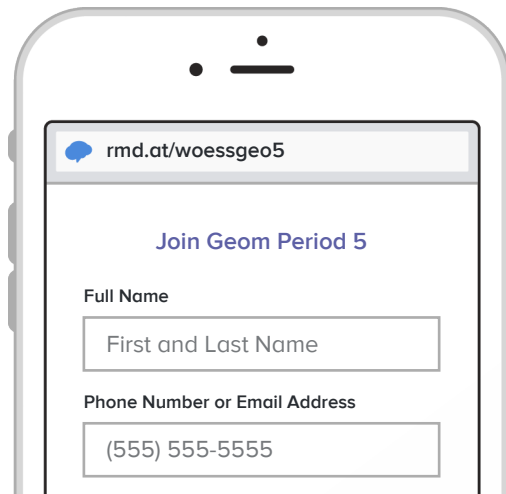 rmd.at/woessgeo5
Join Geom Period 5
Full Name
First and Last Name
Phone Number or Email Address
(555) 555-5555